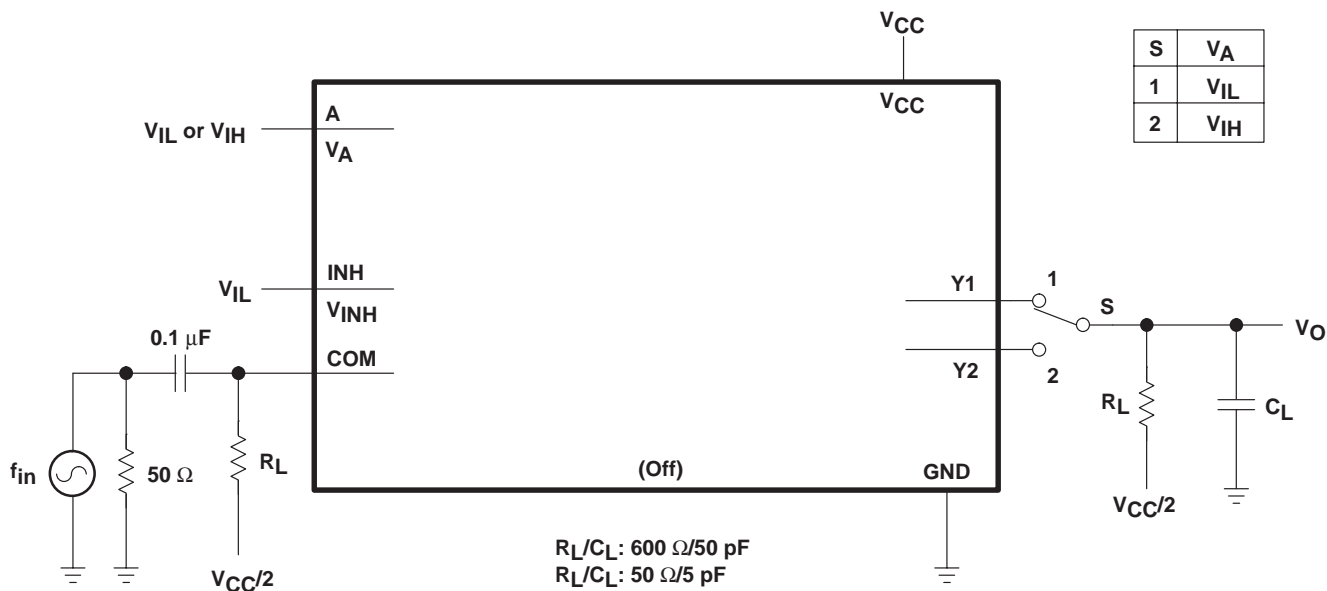 VCC
S VA
1 VIL
2 VIH
VCC
A
VIL or VIH
VA
INH
VIL
VINH
Y1
1
S
VO
0.1 μF
COM
Y2
2
RL
CL
fin
50 Ω
RL
(Off)
GND
VCC/2
VCC/2
RL/CL: 600 Ω/50 pF
RL/CL: 50 Ω/5 pF